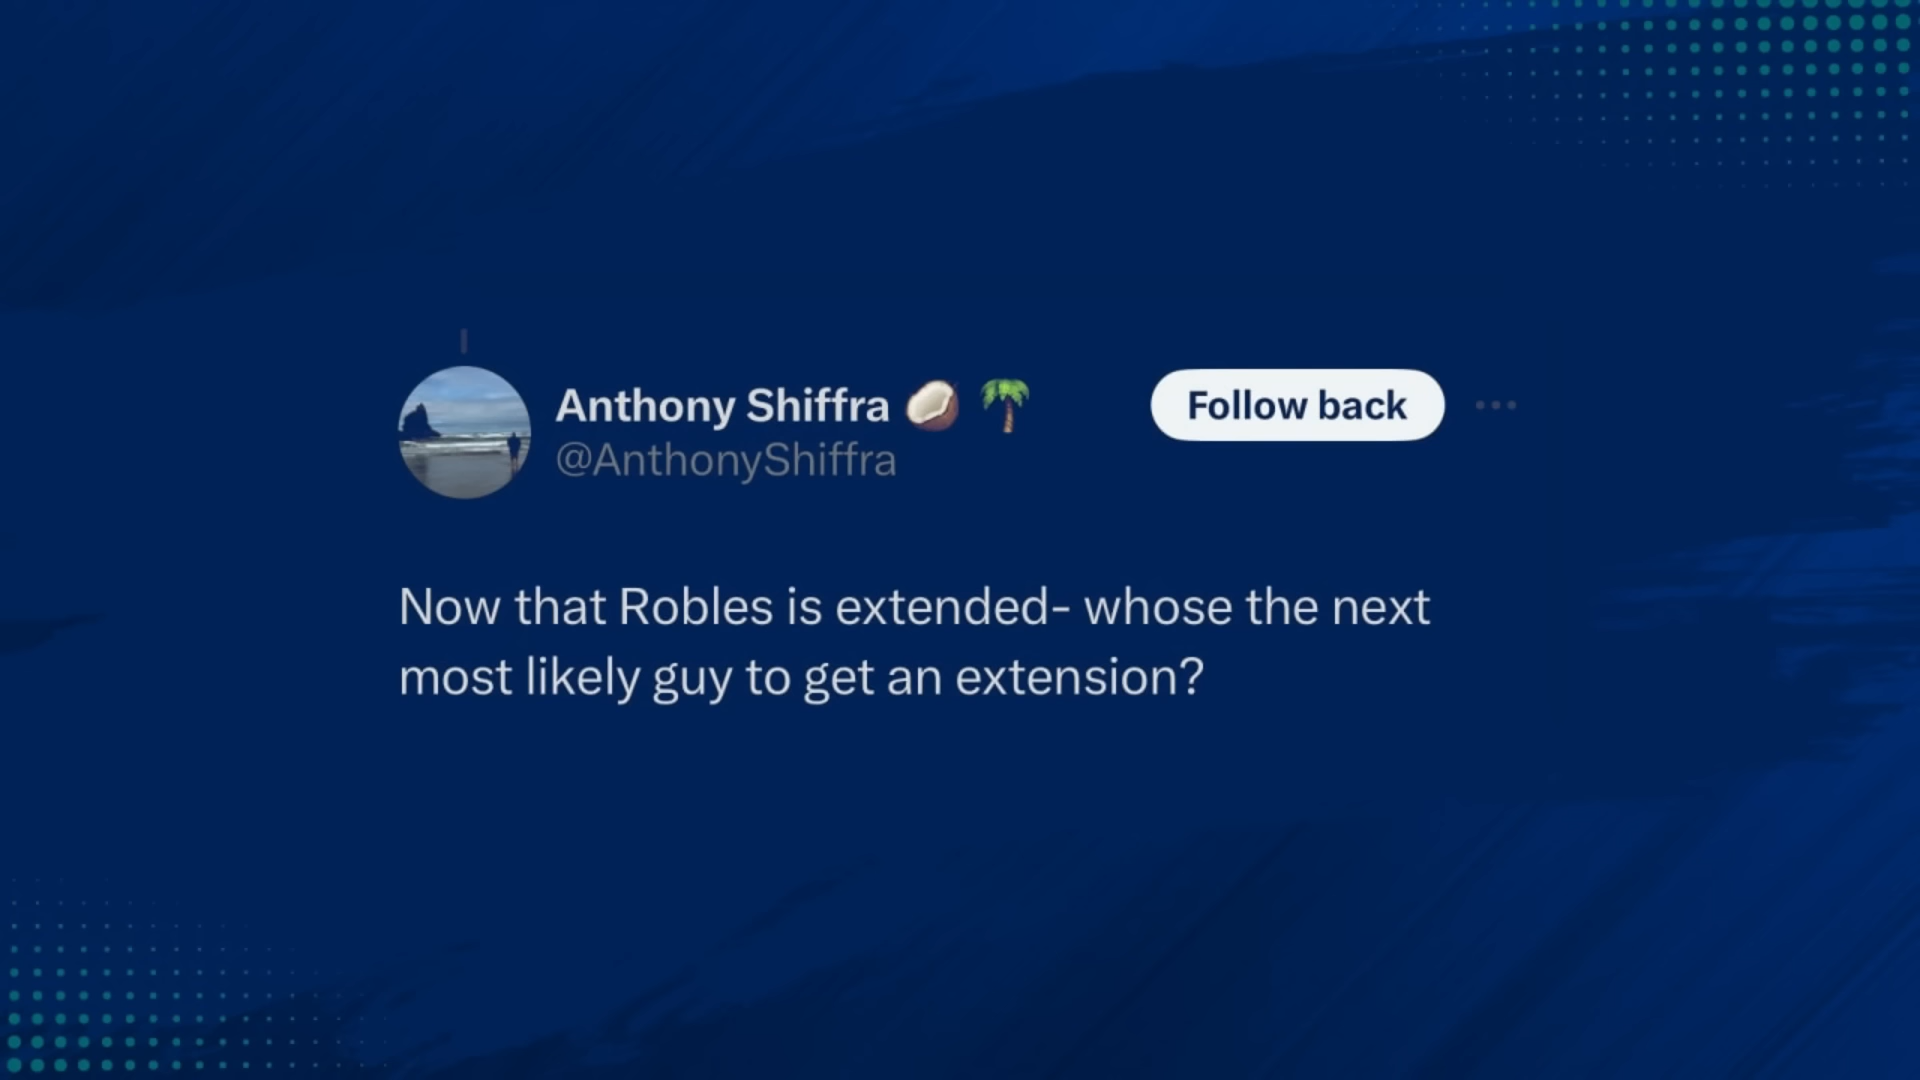 Anthony Shiffra 🥥 🌴
Follow back
@AnthonyShiffra
Now that Robles is extended- whose the next
most likely guy to get an extension?